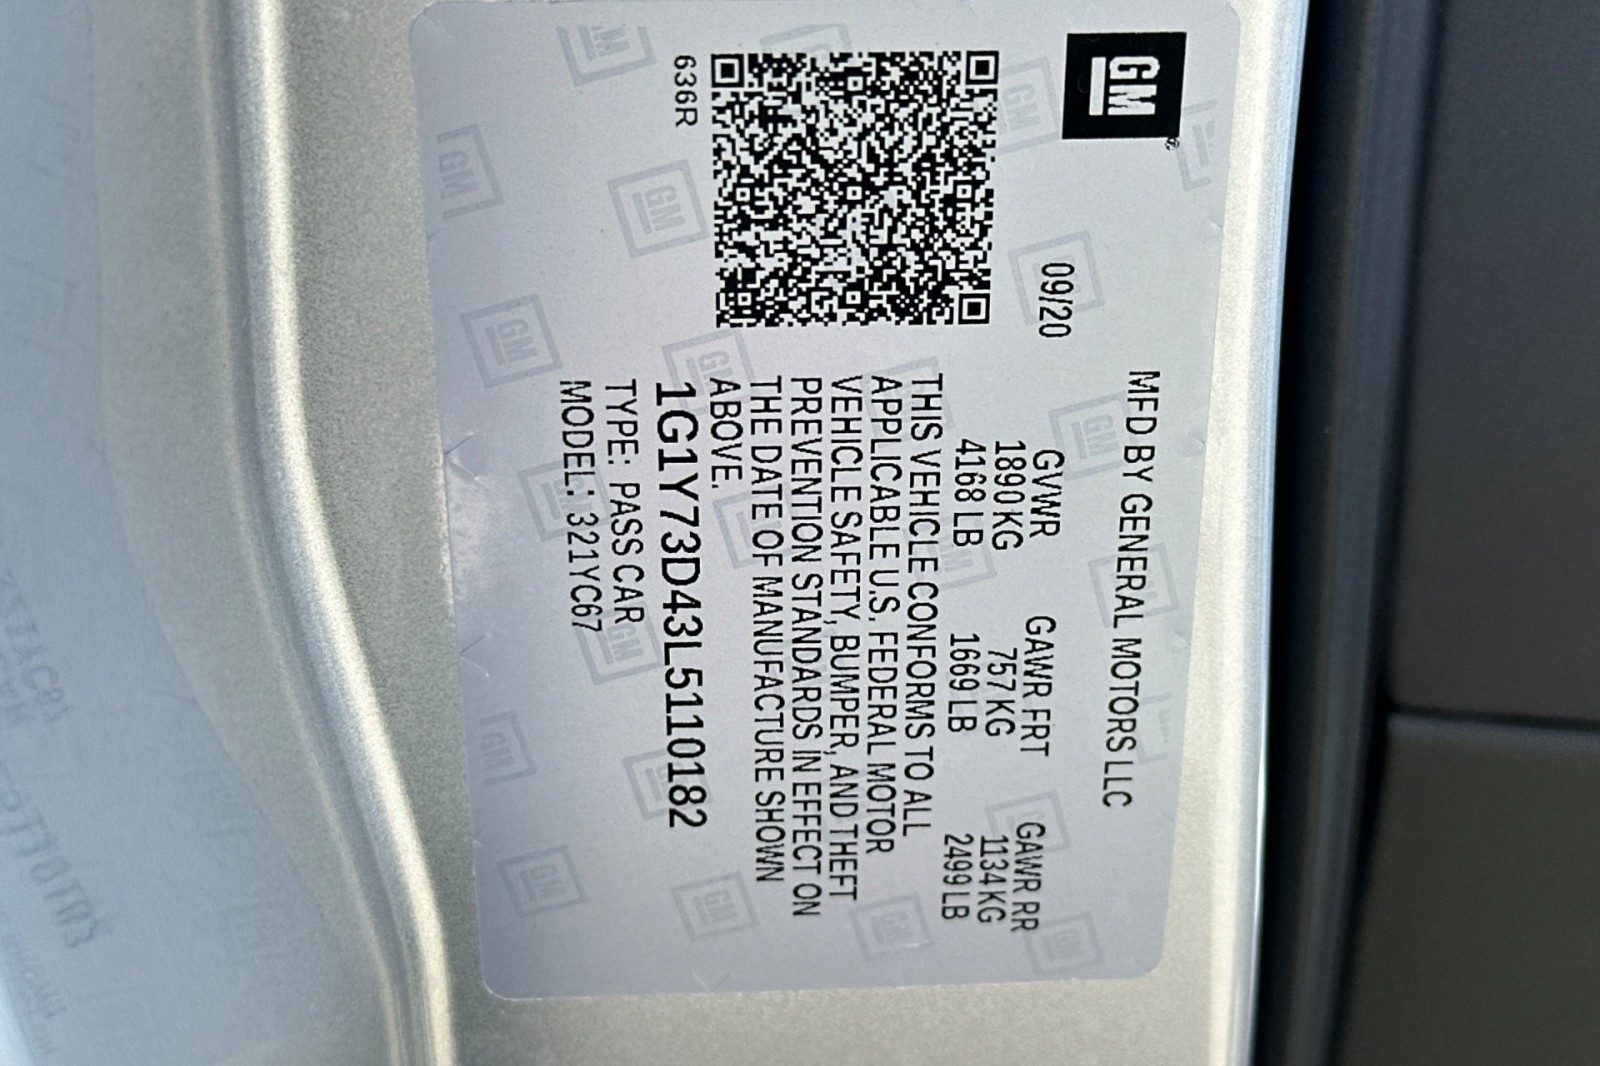 GM
MFD BY GENERAL MOTORS LLC
09/20
GVWR GAWR FRT GAWR RR
1890 KG 757 KG 1134 KG
4168 LB 1669 LB 2499 LB
THIS VEHICLE CONFORMS TO ALL
APPLICABLE U.S. FEDERAL MOTOR
VEHICLE SAFETY, BUMPER, AND THEFT
PREVENTION STANDARDS IN EFFECT ON
THE DATE OF MANUFACTURE SHOWN
ABOVE.
1G1Y73D43L5110182
TYPE: PASS CAR
MODEL: 321YC67
636R